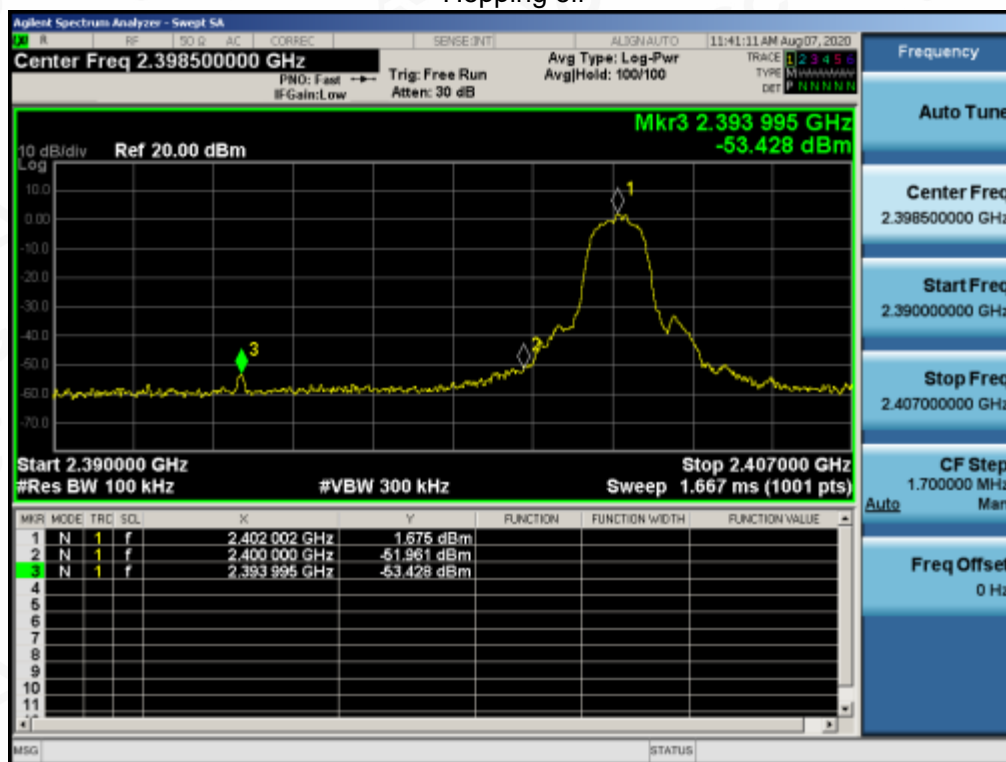 Hopping off
Agilent Spectrum Analyzer - Swept SA
R RF 50 Ω AC CORREC SENSE:INT ALIGN AUTO 11:41:11 AM Aug 07, 2020
Center Freq 2.398500000 GHz
PNO: Fast
IFGain:Low
Trig: Free Run
Atten: 30 dB
Avg Type: Log-Pwr
Avg|Hold: 100/100
TRACE 1 2 3 4 5 6
TYPE M
DET P N N N N N
Mkr3 2.393 995 GHz
-53.428 dBm
10 dB/div Ref 20.00 dBm
Log
10.0
0.00
-10.0
-20.0
-30.0
-40.0
-50.0
-60.0
-70.0
1
2
3
Start 2.390000 GHz Stop 2.407000 GHz
#Res BW 100 kHz #VBW 300 kHz Sweep 1.667 ms (1001 pts)
MKR MODE TRC SCL X Y FUNCTION FUNCTION WIDTH FUNCTION VALUE
1 N 1 f 2.402 002 GHz 1.675 dBm
2 N 1 f 2.400 000 GHz -51.961 dBm
3 N 1 f 2.393 995 GHz -53.428 dBm
4
5
6
7
8
9
10
11
MSG STATUS
Frequency
Auto Tune
Center Freq
2.398500000 GHz
Start Freq
2.390000000 GHz
Stop Freq
2.407000000 GHz
CF Step
1.700000 MHz
Auto Man
Freq Offset
0 Hz